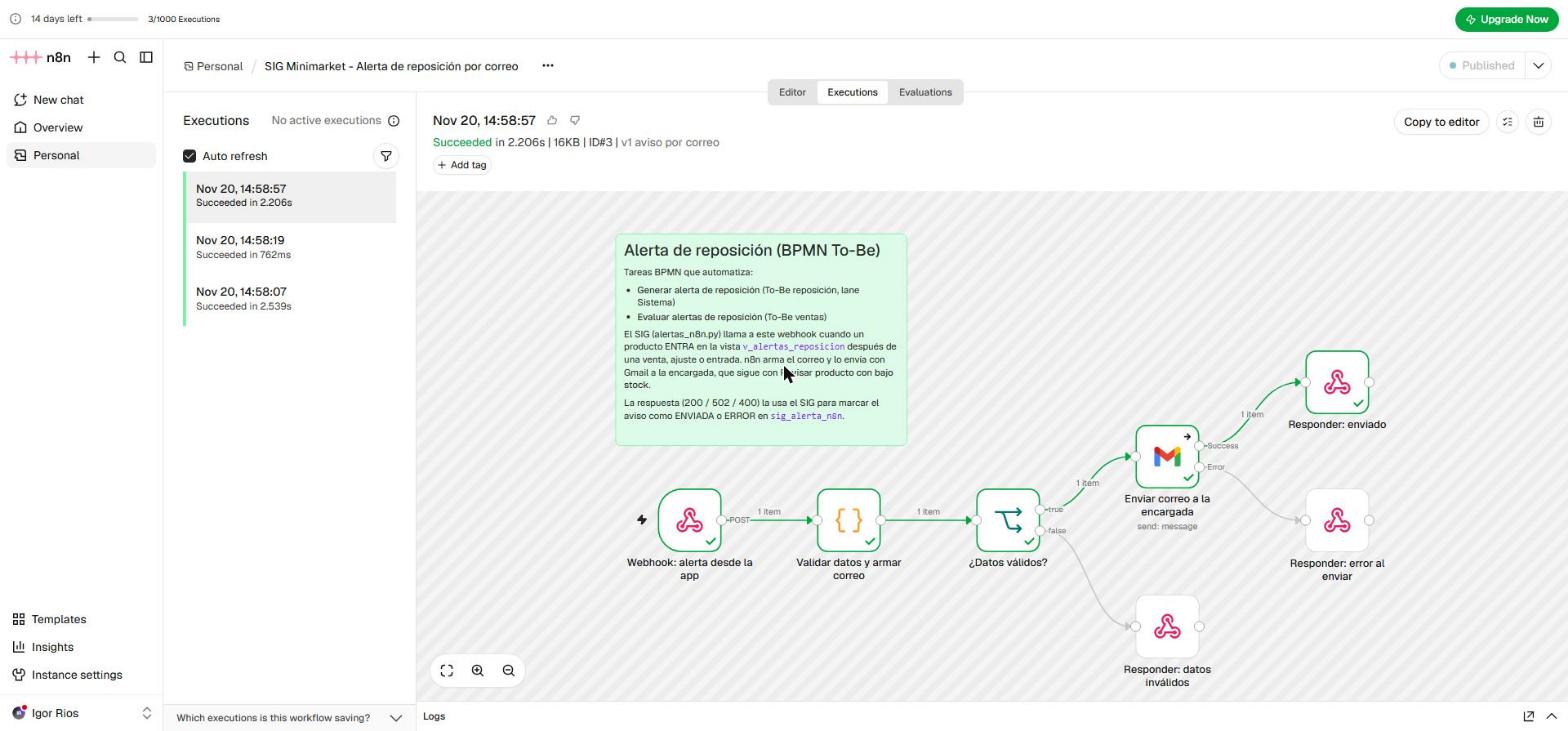 14 days left
3/1000 Executions
Upgrade Now
n8n
Personal / SIG Minimarket - Alerta de reposición por correo
Published
Editor
Executions
Evaluations
New chat
Overview
Personal
Templates
Insights
Instance settings
Igor Rios
Executions
No active executions
Auto refresh
Nov 20, 14:58:57
Succeeded in 2.206s
Nov 20, 14:58:19
Succeeded in 762ms
Nov 20, 14:58:07
Succeeded in 2.539s
Which executions is this workflow saving?
Nov 20, 14:58:57
Succeeded in 2.206s | 16KB | ID#3 | v1 aviso por correo
+ Add tag
Copy to editor
Alerta de reposición (BPMN To-Be)
Tareas BPMN que automatiza:
• Generar alerta de reposición (To-Be reposición, lane
Sistema)
• Evaluar alertas de reposición (To-Be ventas)
El SIG (alertas_n8n.py) llama a este webhook cuando un
producto ENTRA en la vista v_alertas_reposicion después de
una venta, ajuste o entrada. n8n arma el correo y lo envía con
Gmail a la encargada, que sigue con producto con bajo
stock.
La respuesta (200 / 502 / 400) la usa el SIG para marcar el
aviso como ENVIADA o ERROR en sig_alerta_n8n.
POST
1 item
1 item
true
false
1 item
Success
Error
1 item
Webhook: alerta desde la
app
Validar datos y armar
correo
¿Datos válidos?
Enviar correo a la
encargada
send: message
Responder: enviado
Responder: error al
enviar
Responder: datos
inválidos
Logs